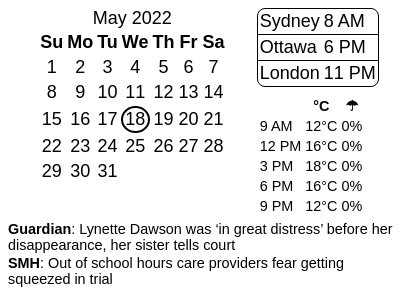 May 2022
Su Mo Tu We Th Fr Sa
1 2 3 4 5 6 7
8 9 10 11 12 13 14
15 16 17 18 19 20 21
22 23 24 25 26 27 28
29 30 31
Sydney 8 AM
Ottawa 6 PM
London 11 PM
°C ☂
9 AM 12°C 0%
12 PM 16°C 0%
3 PM 18°C 0%
6 PM 16°C 0%
9 PM 12°C 0%
Guardian: Lynette Dawson was ‘in great distress’ before her
disappearance, her sister tells court
SMH: Out of school hours care providers fear getting
squeezed in trial